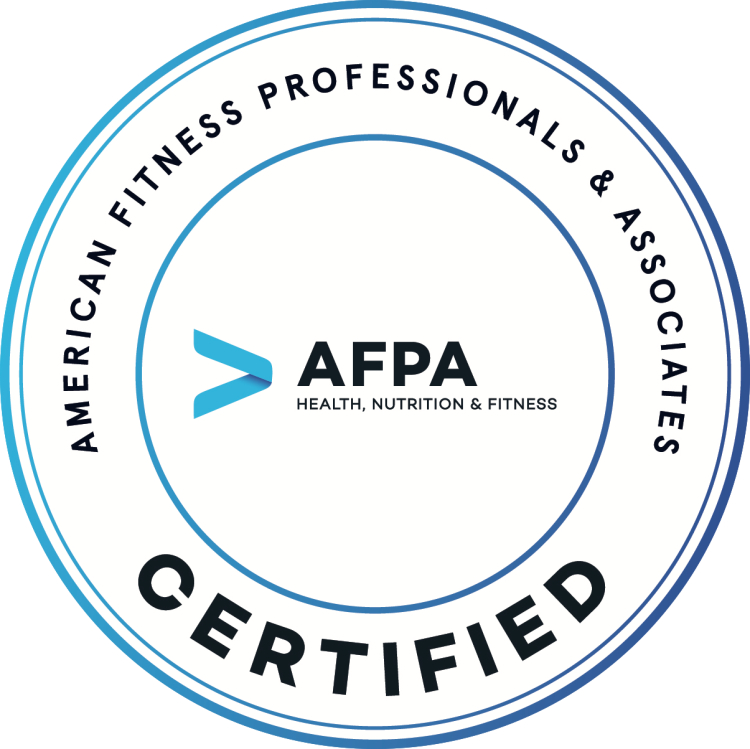 AMERICAN FITNESS PROFESSIONALS & ASSOCIATES
AFPA
HEALTH, NUTRITION & FITNESS
CERTIFIED